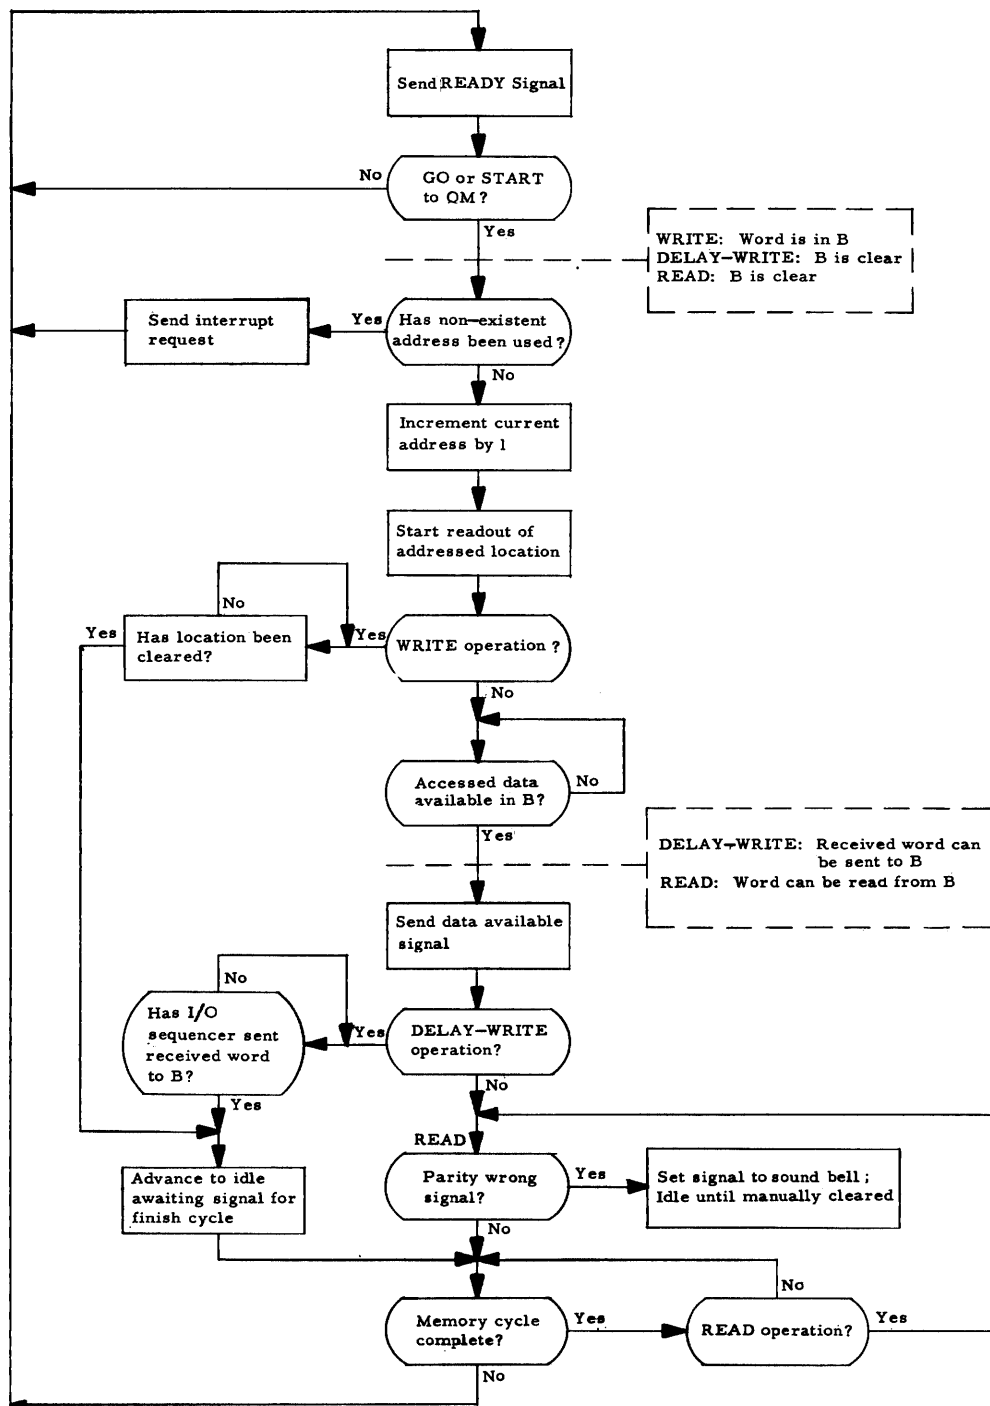 Send READY Signal
No
GO or START
to QM?
Yes
WRITE: Word is in B
DELAY-WRITE: B is clear
READ: B is clear
Send interrupt
request
Yes
Has non-existent
address been used?
No
Increment current
address by 1
Start readout of
addressed location
No
Yes
Has location been
cleared?
Yes
WRITE operation?
No
Accessed data
available in B?
No
Yes
DELAY-WRITE: Received word can
be sent to B
READ: Word can be read from B
Send data available
signal
No
Has I/O
sequencer sent
received word
to B?
Yes
DELAY-WRITE
operation?
Yes
No
READ
Advance to idle
awaiting signal for
finish cycle
Parity wrong
signal?
Yes
Set signal to sound bell;
Idle until manually cleared
No
No
Memory cycle
complete?
Yes
READ operation?
Yes
No